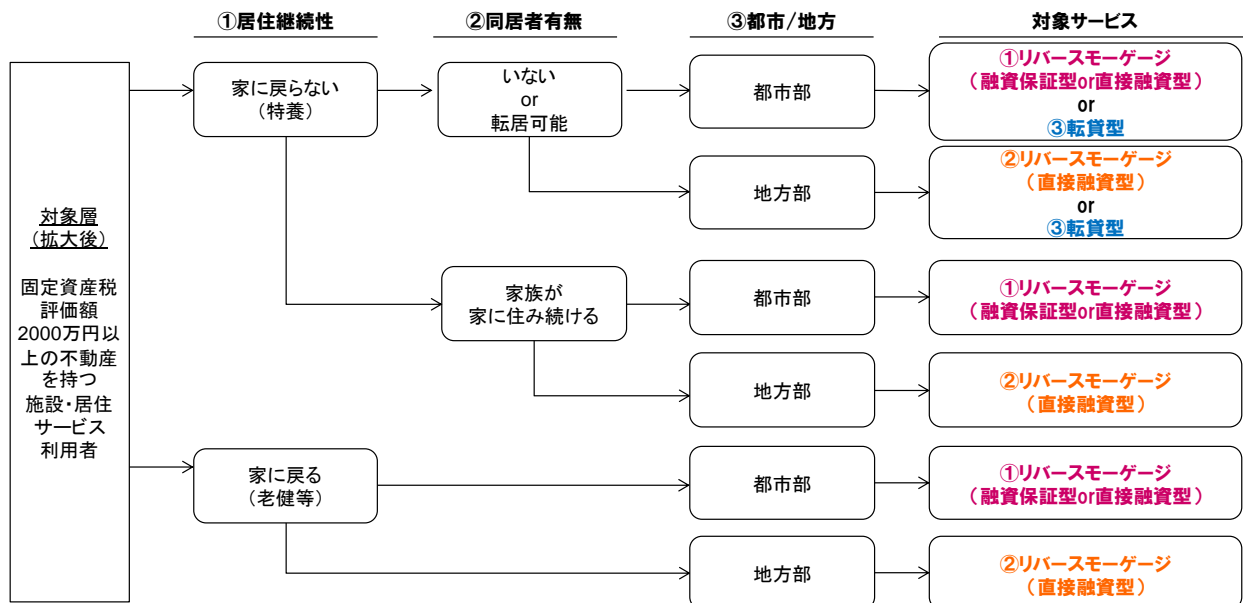 ①居住継続性
②同居者有無
③都市/地方
対象サービス
対象層
（拡大後）
固定資産税
評価額
2000万円以
上の不動産
を持つ
施設・居住
サービス
利用者
家に戻らない
（特養）
いない
or
転居可能
都市部
①リバースモーゲージ
（融資保証型or直接融資型）
or
③転貸型
地方部
②リバースモーゲージ
（直接融資型）
or
③転貸型
家族が
家に住み続ける
都市部
①リバースモーゲージ
（融資保証型or直接融資型）
地方部
②リバースモーゲージ
（直接融資型）
家に戻る
（老健等）
都市部
①リバースモーゲージ
（融資保証型or直接融資型）
地方部
②リバースモーゲージ
（直接融資型）